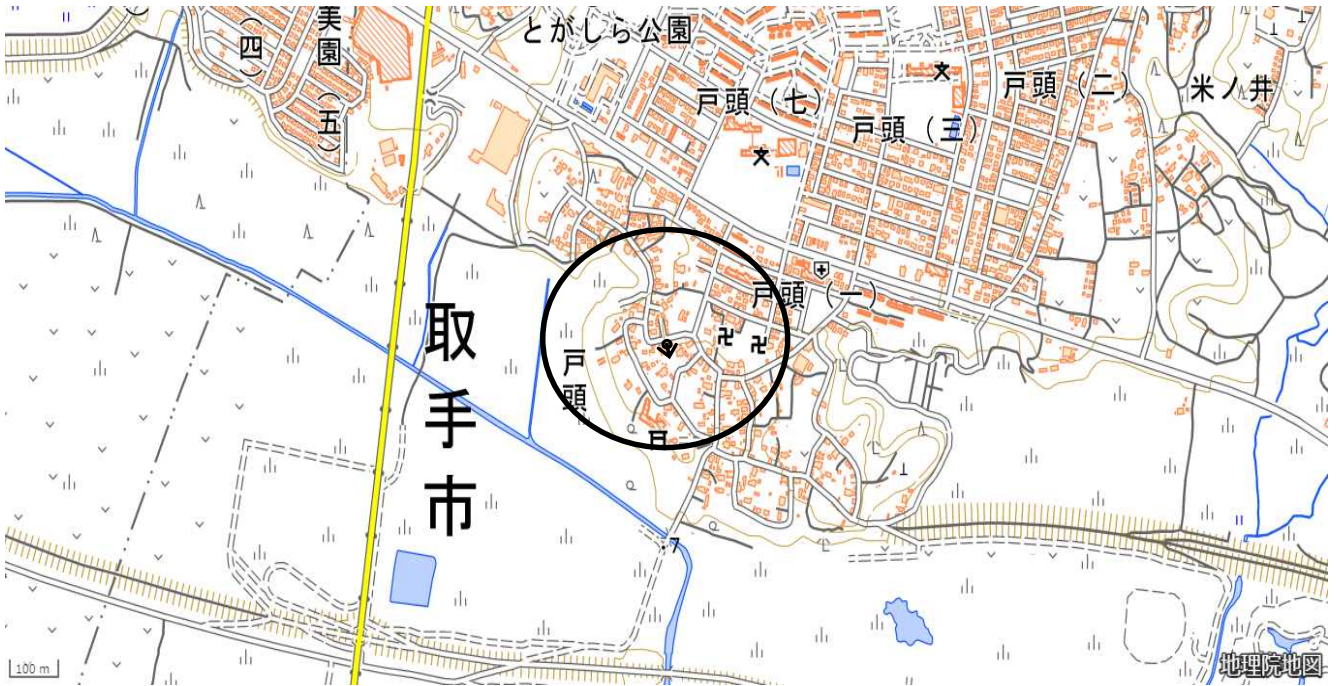 美園（五）
（四）
とがしら公園
戸頭（七）
戸頭（三）
戸頭（二）
米ノ井
戸頭（一）
戸頭
取手市
7
100 m
地理院地図